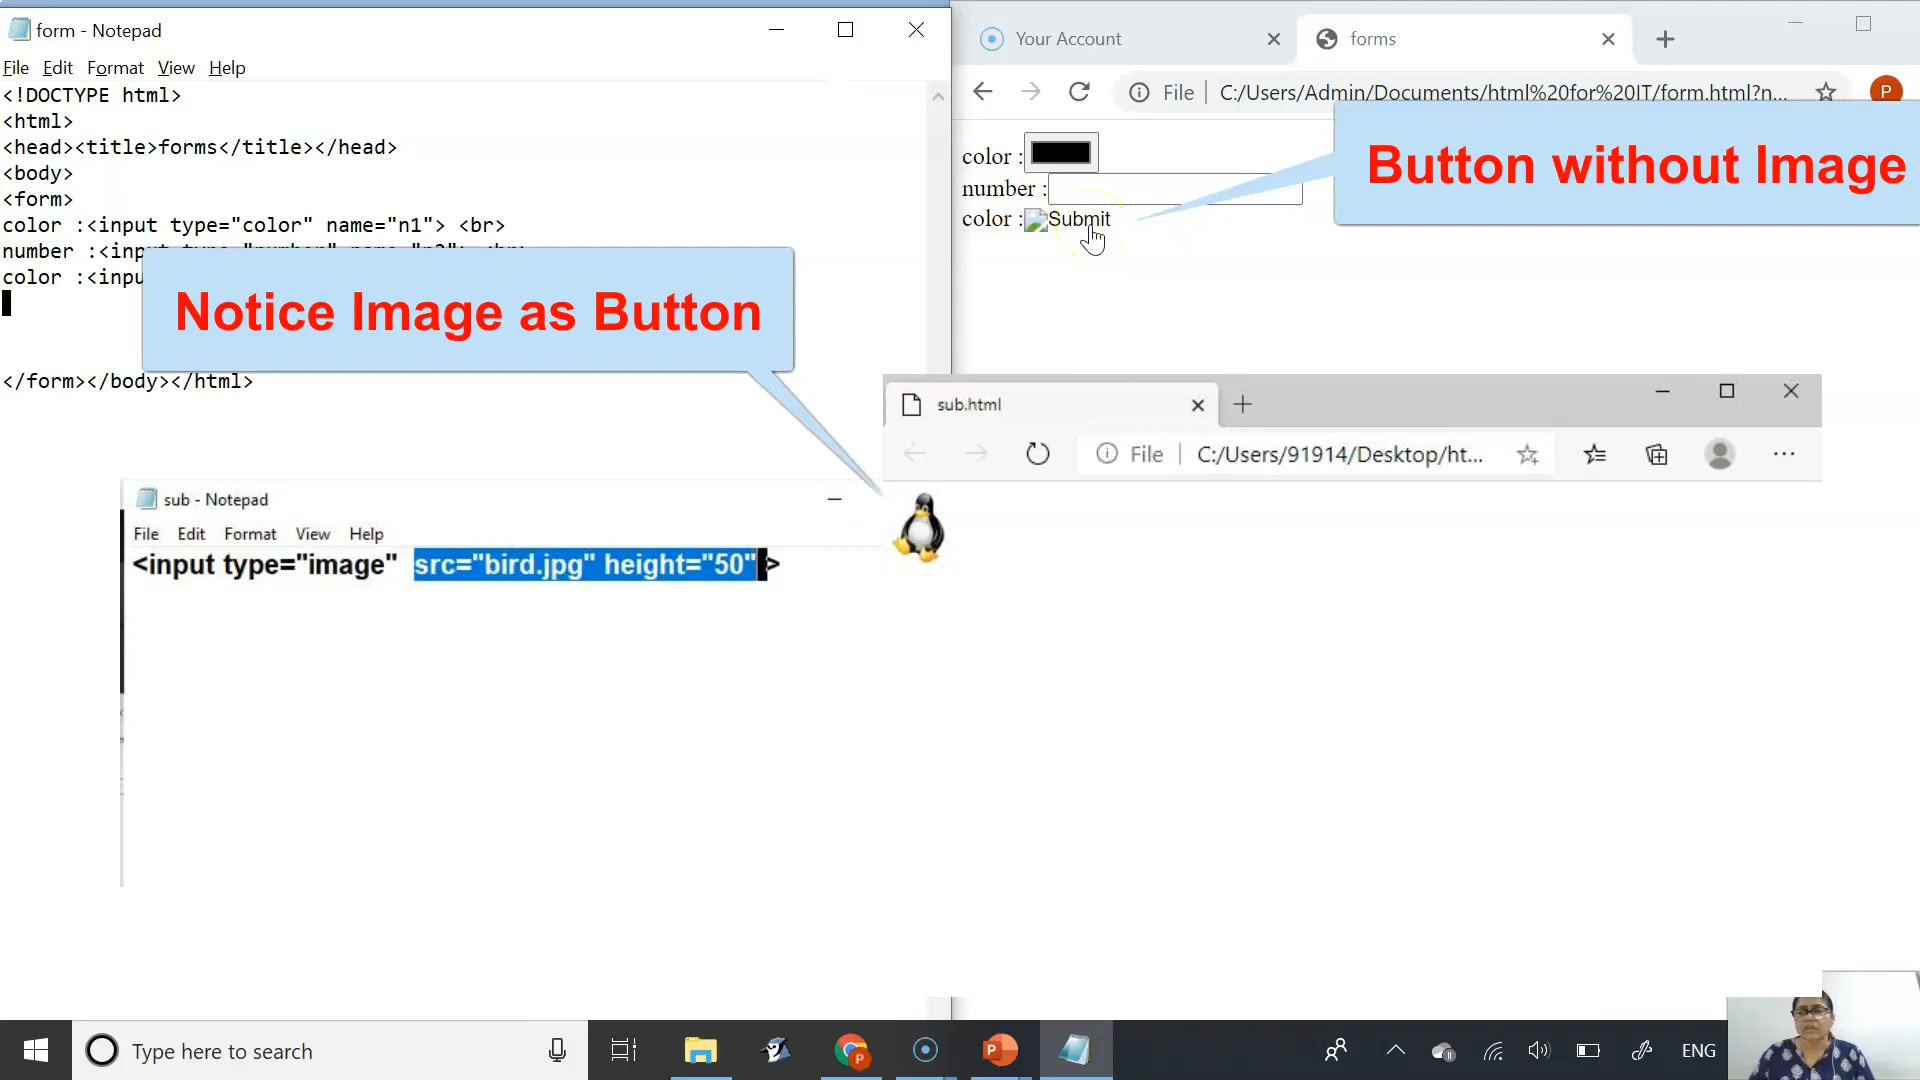 form - Notepad
File Edit Format View Help
<!DOCTYPE html>
<html>
<head><title>forms</title></head>
<body>
<form>
color :<input type="color" name="n1"> <br>
number :<inp
color :<inpu
</form></body></html>
Notice Image as Button
Your Account
forms
File
C:/Users/Admin/Documents/html%20for%20IT/form.html?n...
P
color :
number :
color :Submit
Button without Image
sub.html
File
C:/Users/91914/Desktop/ht...
sub - Notepad
File Edit Format View Help
<input type="image" src="bird.jpg" height="50">
Type here to search
P
P
ENG